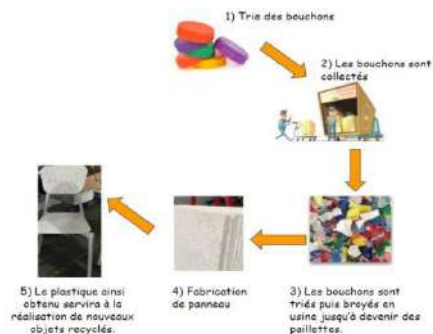 1) Trie des bouchons
2) Les bouchons sont
collectés
3) Les bouchons sont
triés puis broyés en
usine jusqu'à devenir des
paillettes.
4) Fabrication
de panneau
5) Le plastique ainsi
obtenu servira à la
réalisation de nouveaux
objets recyclés.